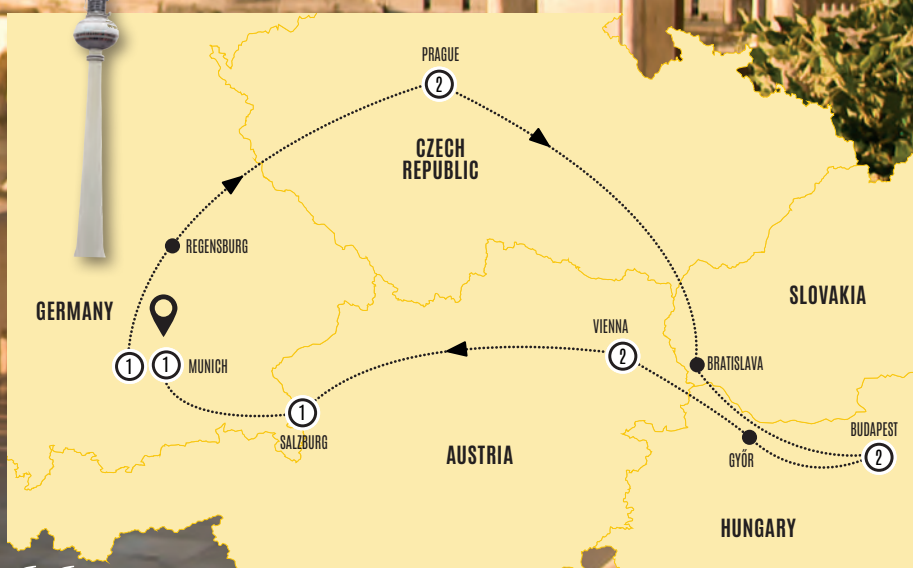 PRAGUE
2
CZECH
REPUBLIC
REGENSBURG
GERMANY
SLOVAKIA
1
1
MUNICH
VIENNA
2
BRATISLAVA
1
SALZBURG
AUSTRIA
BUDAPEST
2
GYŐR
HUNGARY